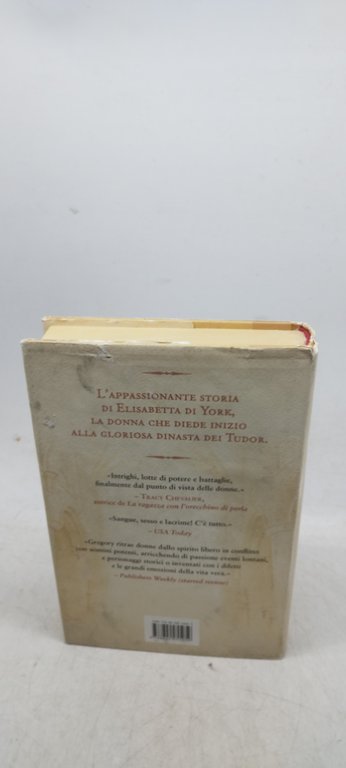 L'APPASSIONANTE STORIA
DI ELISABETTA DI YORK,
LA DONNA CHE DIEDE INIZIO
ALLA GLORIOSA DINASTA DEI TUDOR.
«Intrighi, lotte di potere e battaglie,
finalmente dal punto di vista delle donne.»
– TRACY CHEVALIER,
autrice de La ragazza con l'orecchino di perla
«Sangue, sesso e lacrime! C'è tutto.»
– USA Today
«Gregory ritrae donne dallo spirito libero in conflitto
con uomini potenti, arricchendo di passione eventi lontani,
e personaggi storici o inventati con i difetti
e le grandi emozioni della vita vera.»
– Publishers Weekly (starred review)